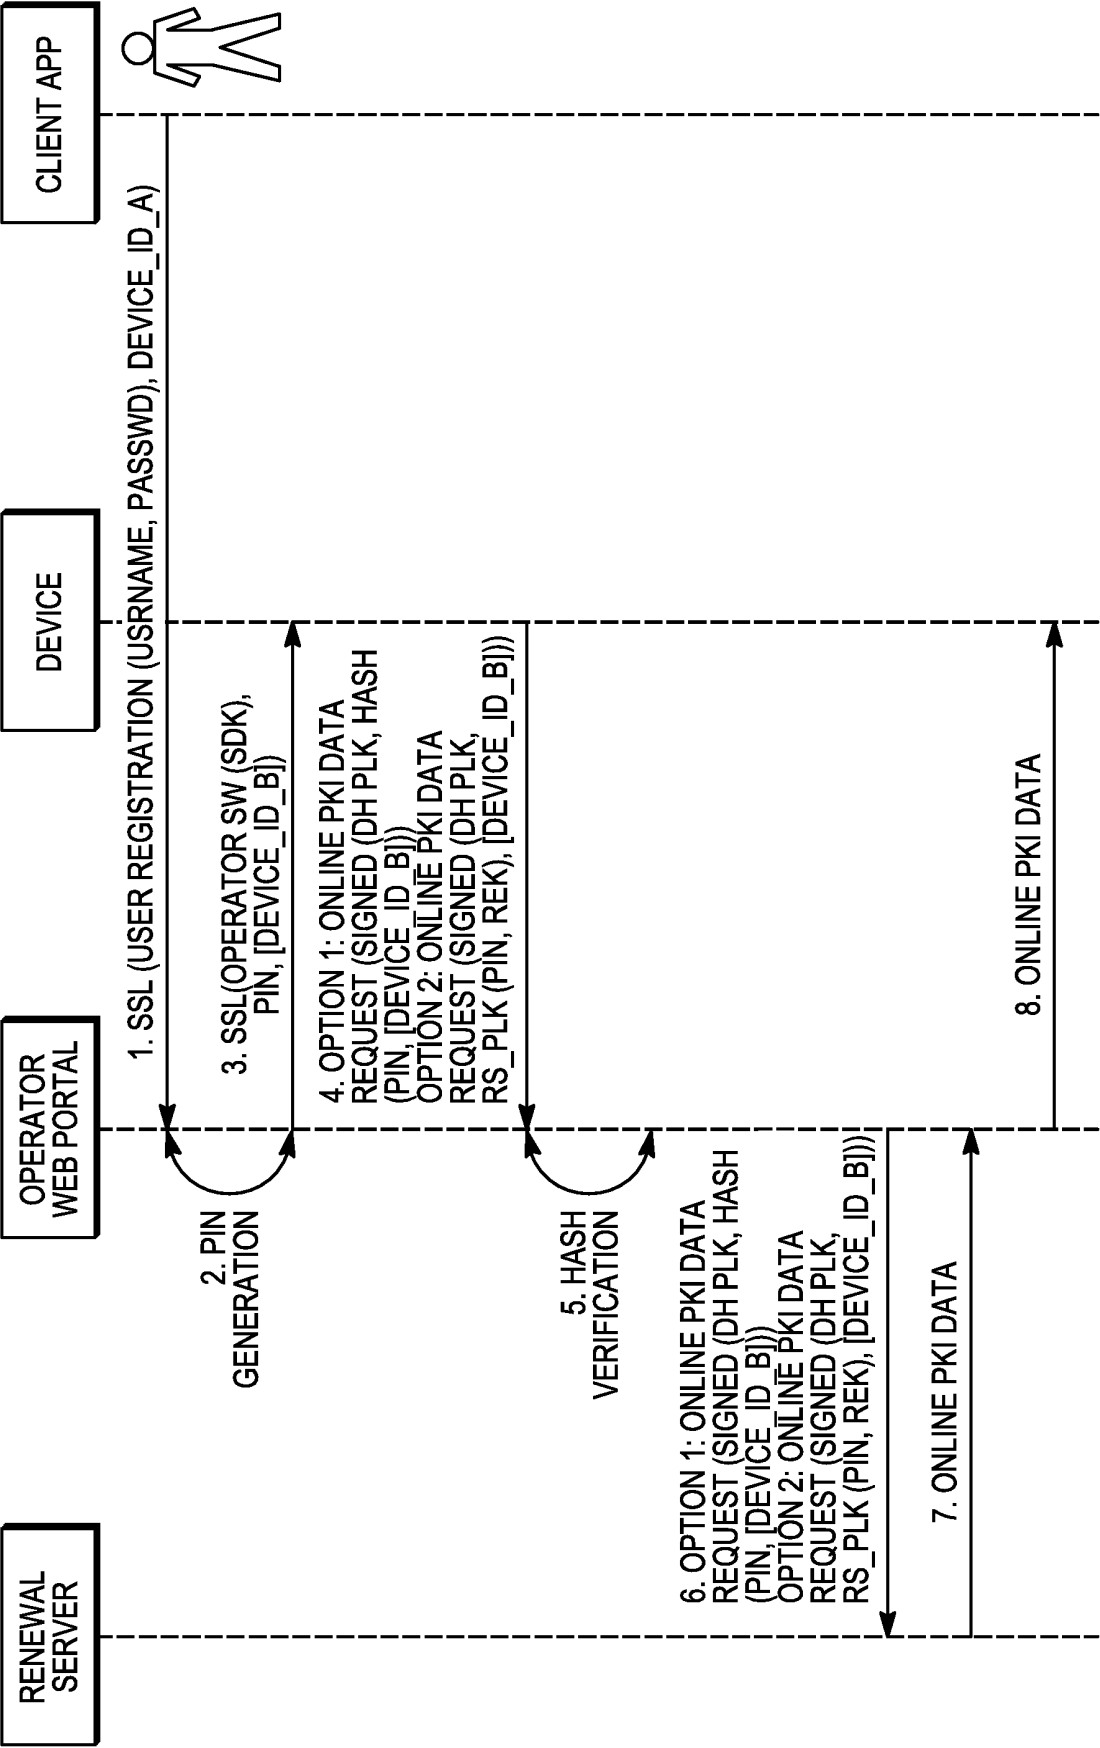 RENEWAL
SERVER
OPERATOR
WEB PORTAL
DEVICE
CLIENT APP
1. SSL (USER REGISTRATION (USRNAME, PASSWD), DEVICE_ID_A)
2. PIN
GENERATION
3. SSL(OPERATOR SW (SDK),
PIN, [DEVICE_ID_B])
4. OPTION 1: ONLINE PKI DATA
REQUEST (SIGNED (DH PLK, HASH
(PIN, [DEVICE_ID_B])))
OPTION 2: ONLINE PKI DATA
REQUEST (SIGNED (DH PLK,
RS_PLK (PIN, REK), [DEVICE_ID_B]))
5. HASH
VERIFICATION
6. OPTION 1: ONLINE PKI DATA
REQUEST (SIGNED (DH PLK, HASH
(PIN, [DEVICE_ID_B]))
OPTION 2: ONLINE PKI DATA
REQUEST (SIGNED (DH PLK,
RS_PLK (PIN, REK), [DEVICE_ID_B]))
7. ONLINE PKI DATA
8. ONLINE PKI DATA